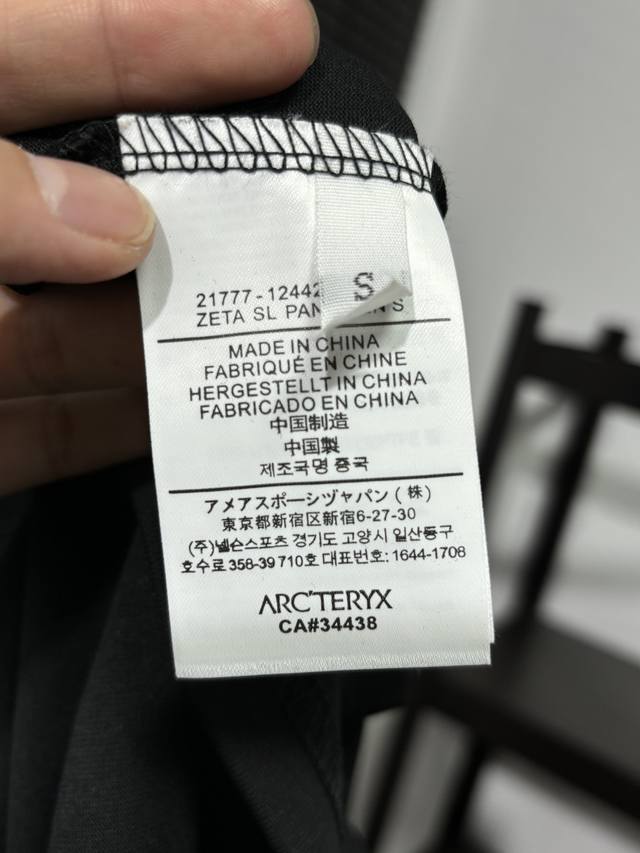 S
21777-12442
ZETA SL
MADE IN CHINA
FABRIQUÉ EN CHINE
HERGESTELLT IN CHINA
FABRICADO EN CHINA
中国制造
中國製
제조국명 중국
アメアスポーシヅャパン(株)
東京都新宿区新宿6-27-30
(주)넬슨스포츠 경기도 고양시 일산동구
호수로 358-39 710호 대표번호: 1644-1708
ARC'TERYX
CA#34438